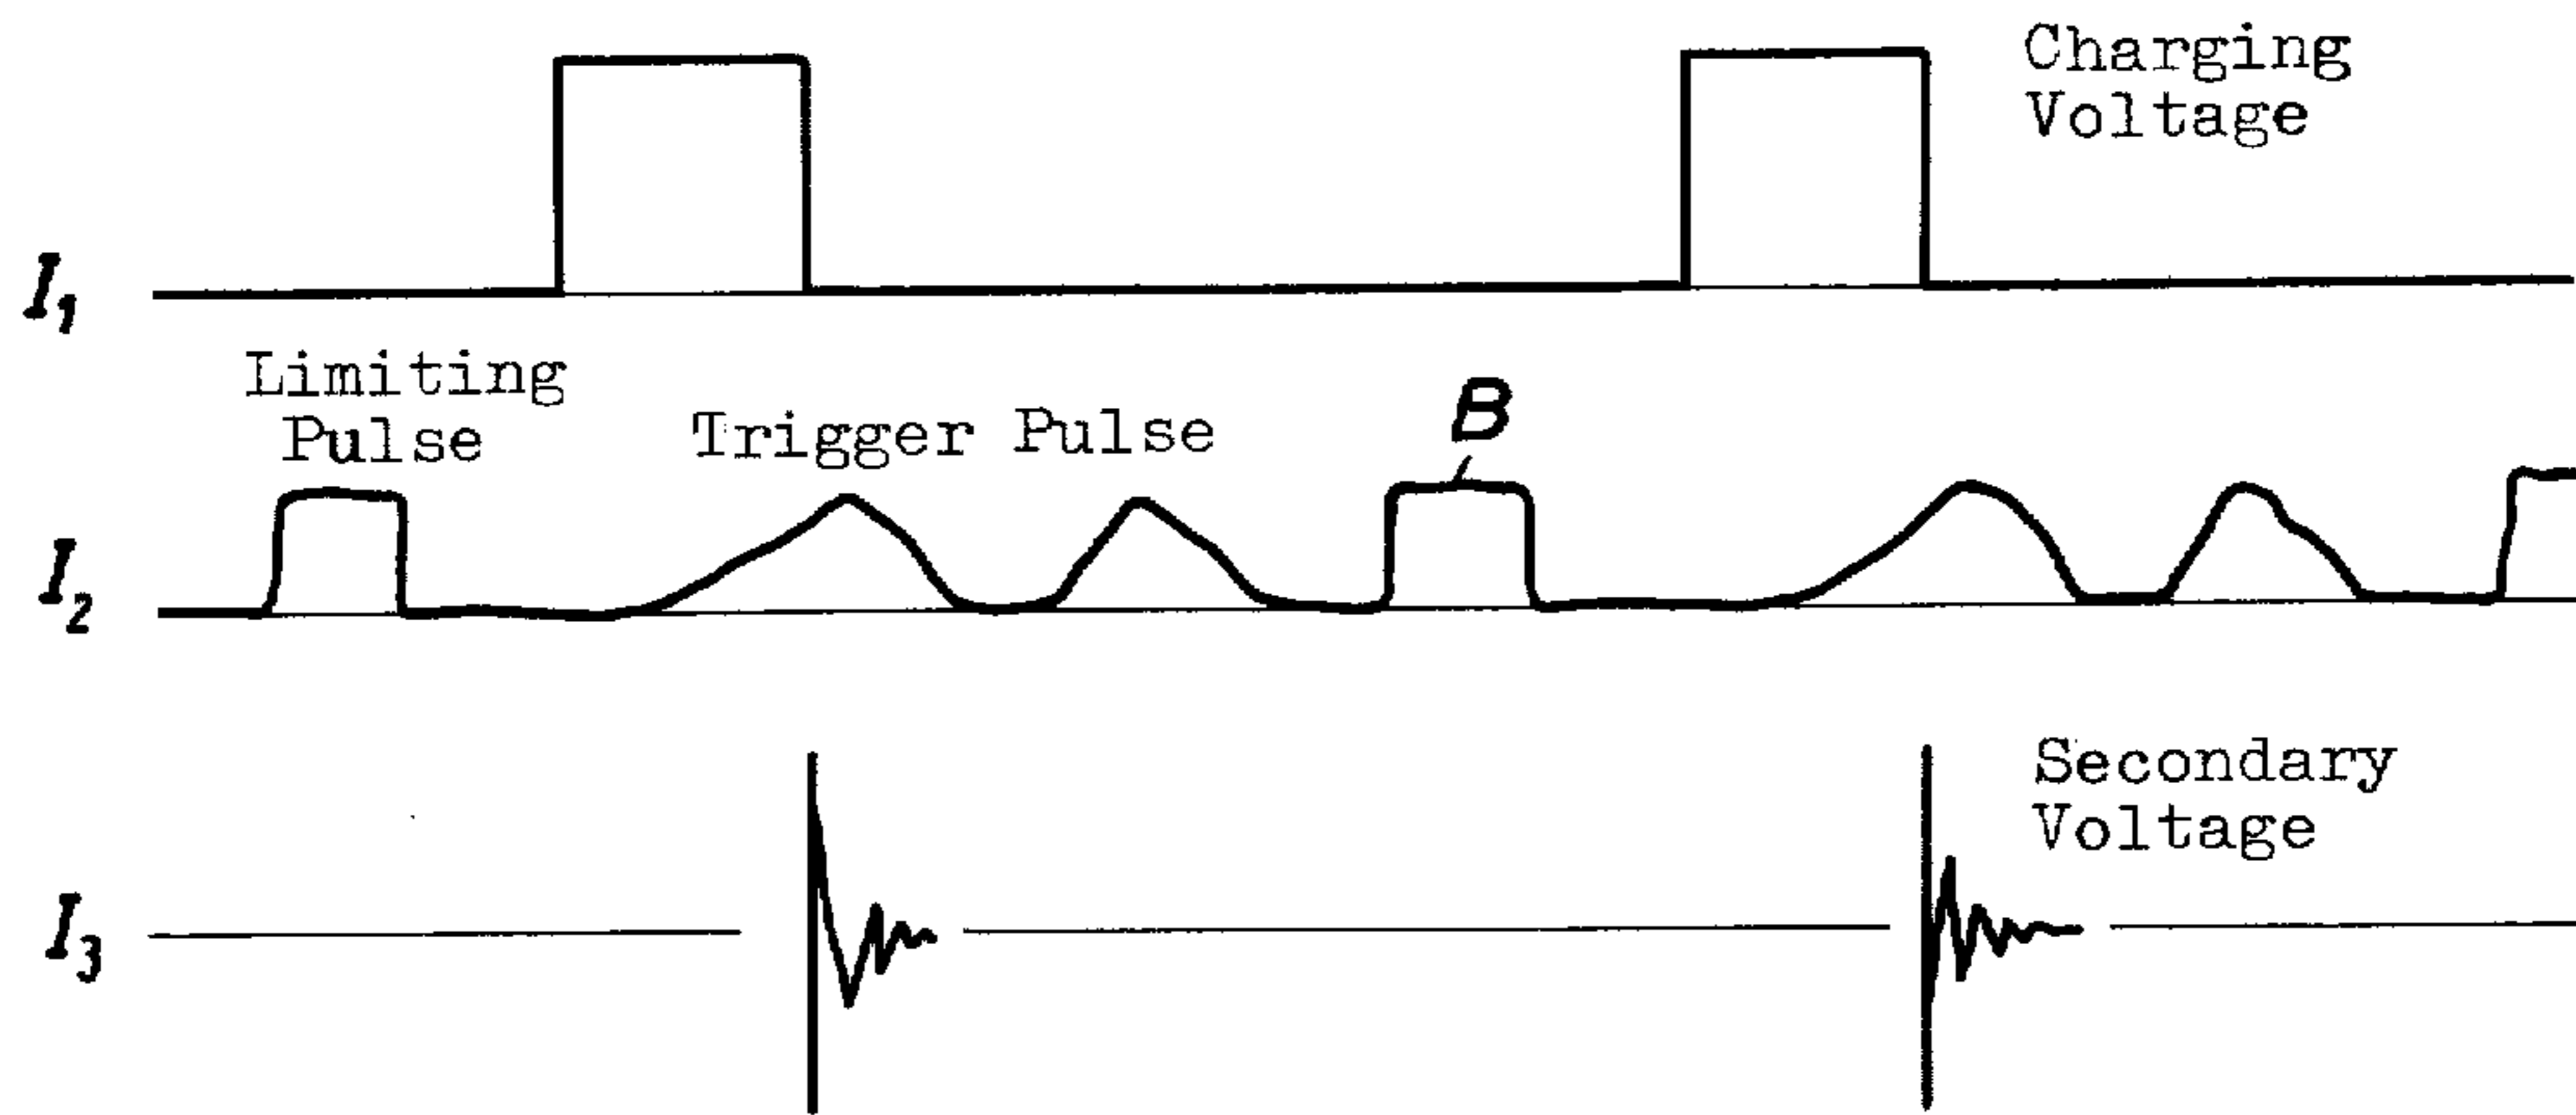 Charging
Voltage
I1
Limiting
Pulse
Trigger Pulse
B
I2
Secondary
Voltage
I3